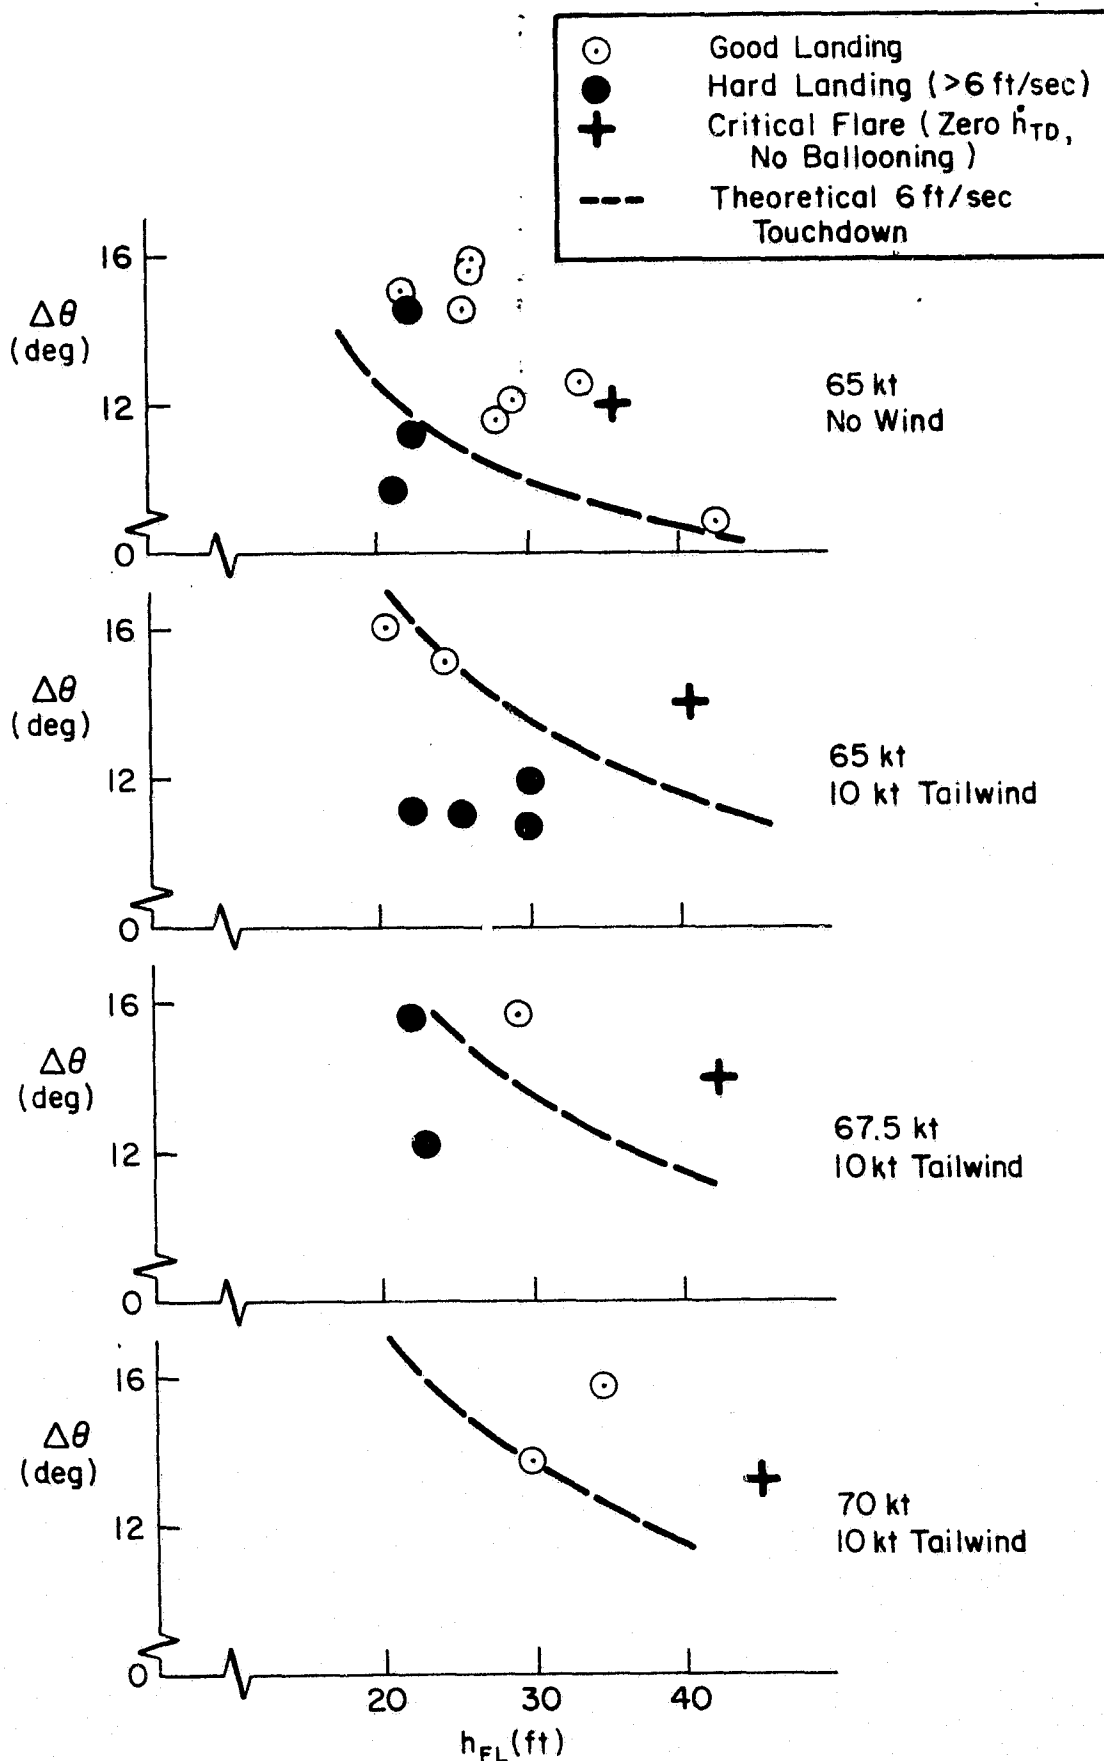 Good Landing
Hard Landing (>6 ft/sec)
Critical Flare (Zero ḣTD,
No Ballooning)
Theoretical 6 ft/sec
Touchdown
16
Δθ
(deg)
12
0
65 kt
No Wind
16
Δθ
(deg)
12
0
65 kt
10 kt Tailwind
16
Δθ
(deg)
12
0
67.5 kt
10 kt Tailwind
16
Δθ
(deg)
12
0
70 kt
10 kt Tailwind
20 30 40
hFL (ft)